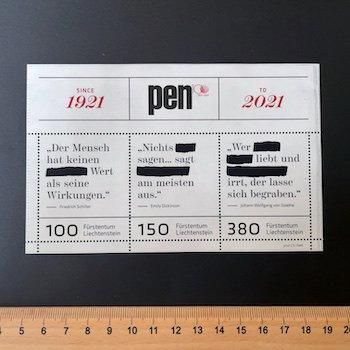 SINCE
1921
pen
TO
2021
„Der Mensch
hat keinen
Wert
als seine
Wirkungen.“
— Friedrich Schiller
100 Fürstentum
Liechtenstein
„Nichts
sagen... sagt
am meisten
aus.“
— Emily Dickinson
150 Fürstentum
Liechtenstein
„Wer
liebt und
irrt, der lasse
sich begraben.“
— Johann Wolfgang von Goethe
380 Fürstentum
Liechtenstein
4 5 6 7 8 9 10 11 12 13 14 15 16 17 18 19 20